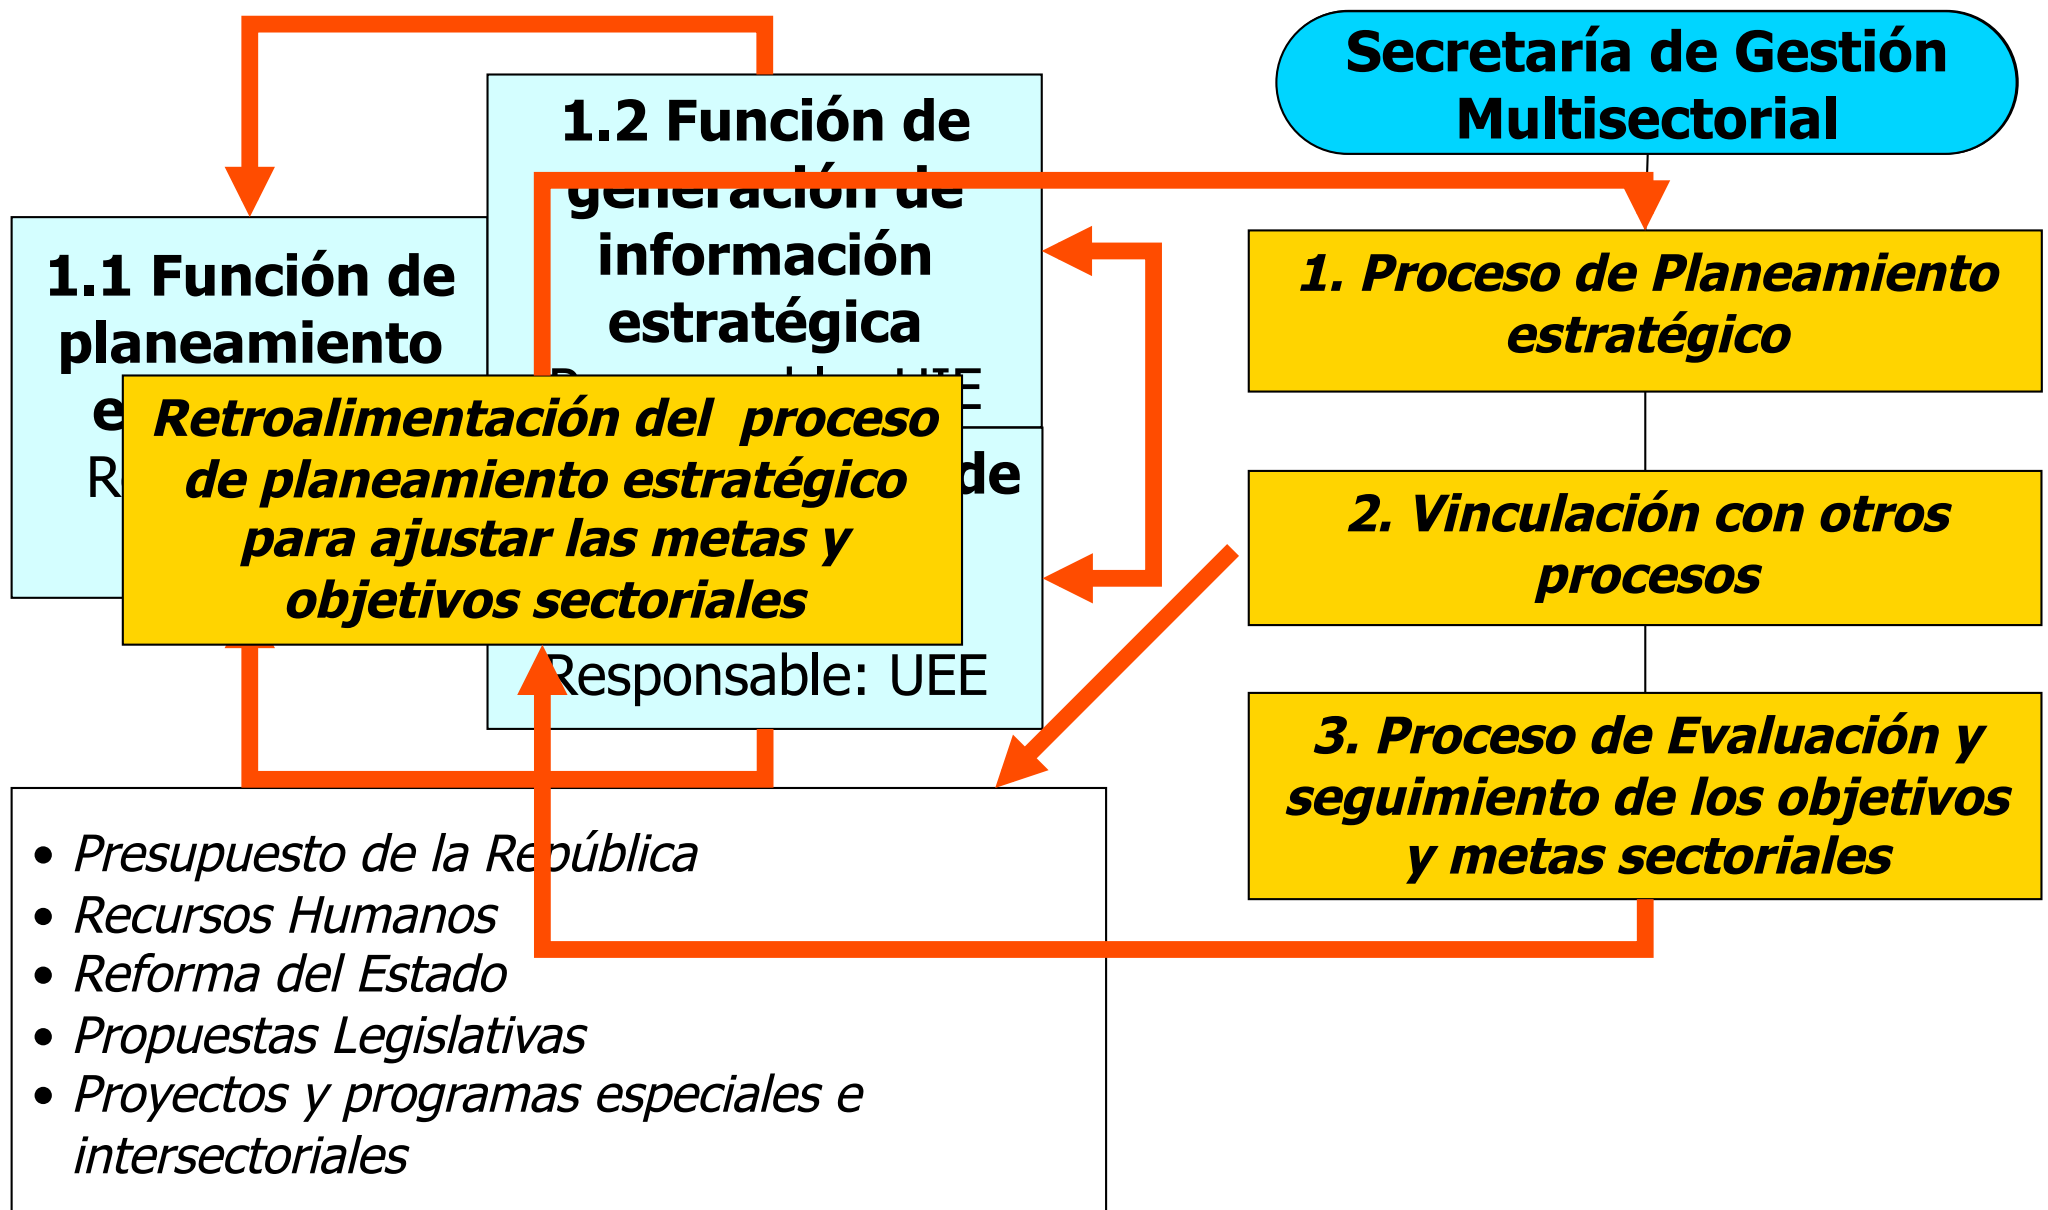 Secretaría de Gestión
Multisectorial
1.2 Función de
generación de
información
estratégica
UIE
1.1 Función de
planeamiento
Retroalimentación del proceso
de planeamiento estratégico
para ajustar las metas y
objetivos sectoriales
de
Responsable: UEE
1. Proceso de Planeamiento
estratégico
2. Vinculación con otros
procesos
3. Proceso de Evaluación y
seguimiento de los objetivos
y metas sectoriales
• Presupuesto de la República
• Recursos Humanos
• Reforma del Estado
• Propuestas Legislativas
• Proyectos y programas especiales e
intersectoriales